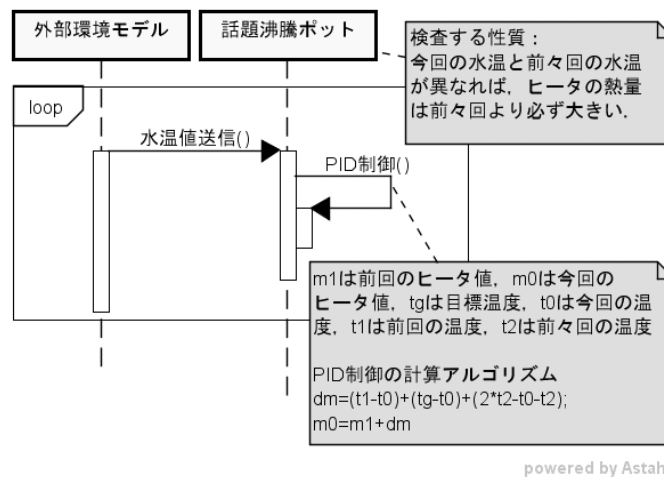 外部環境モデル
話題沸騰ポット
検査する性質：
今回の水温と前々回の水温
が異なれば，ヒータの熱量
は前々回より必ず大きい．
loop
水温値送信()
PID制御()
m1は前回のヒータ値，m0は今回の
ヒータ値，tgは目標温度，t0は今回の温
度，t1は前回の温度，t2は前々回の温度
PID制御の計算アルゴリズム
dm=(t1-t0)+(tg-t0)+(2*t2-t0-t2);
m0=m1+dm
powered by Astah